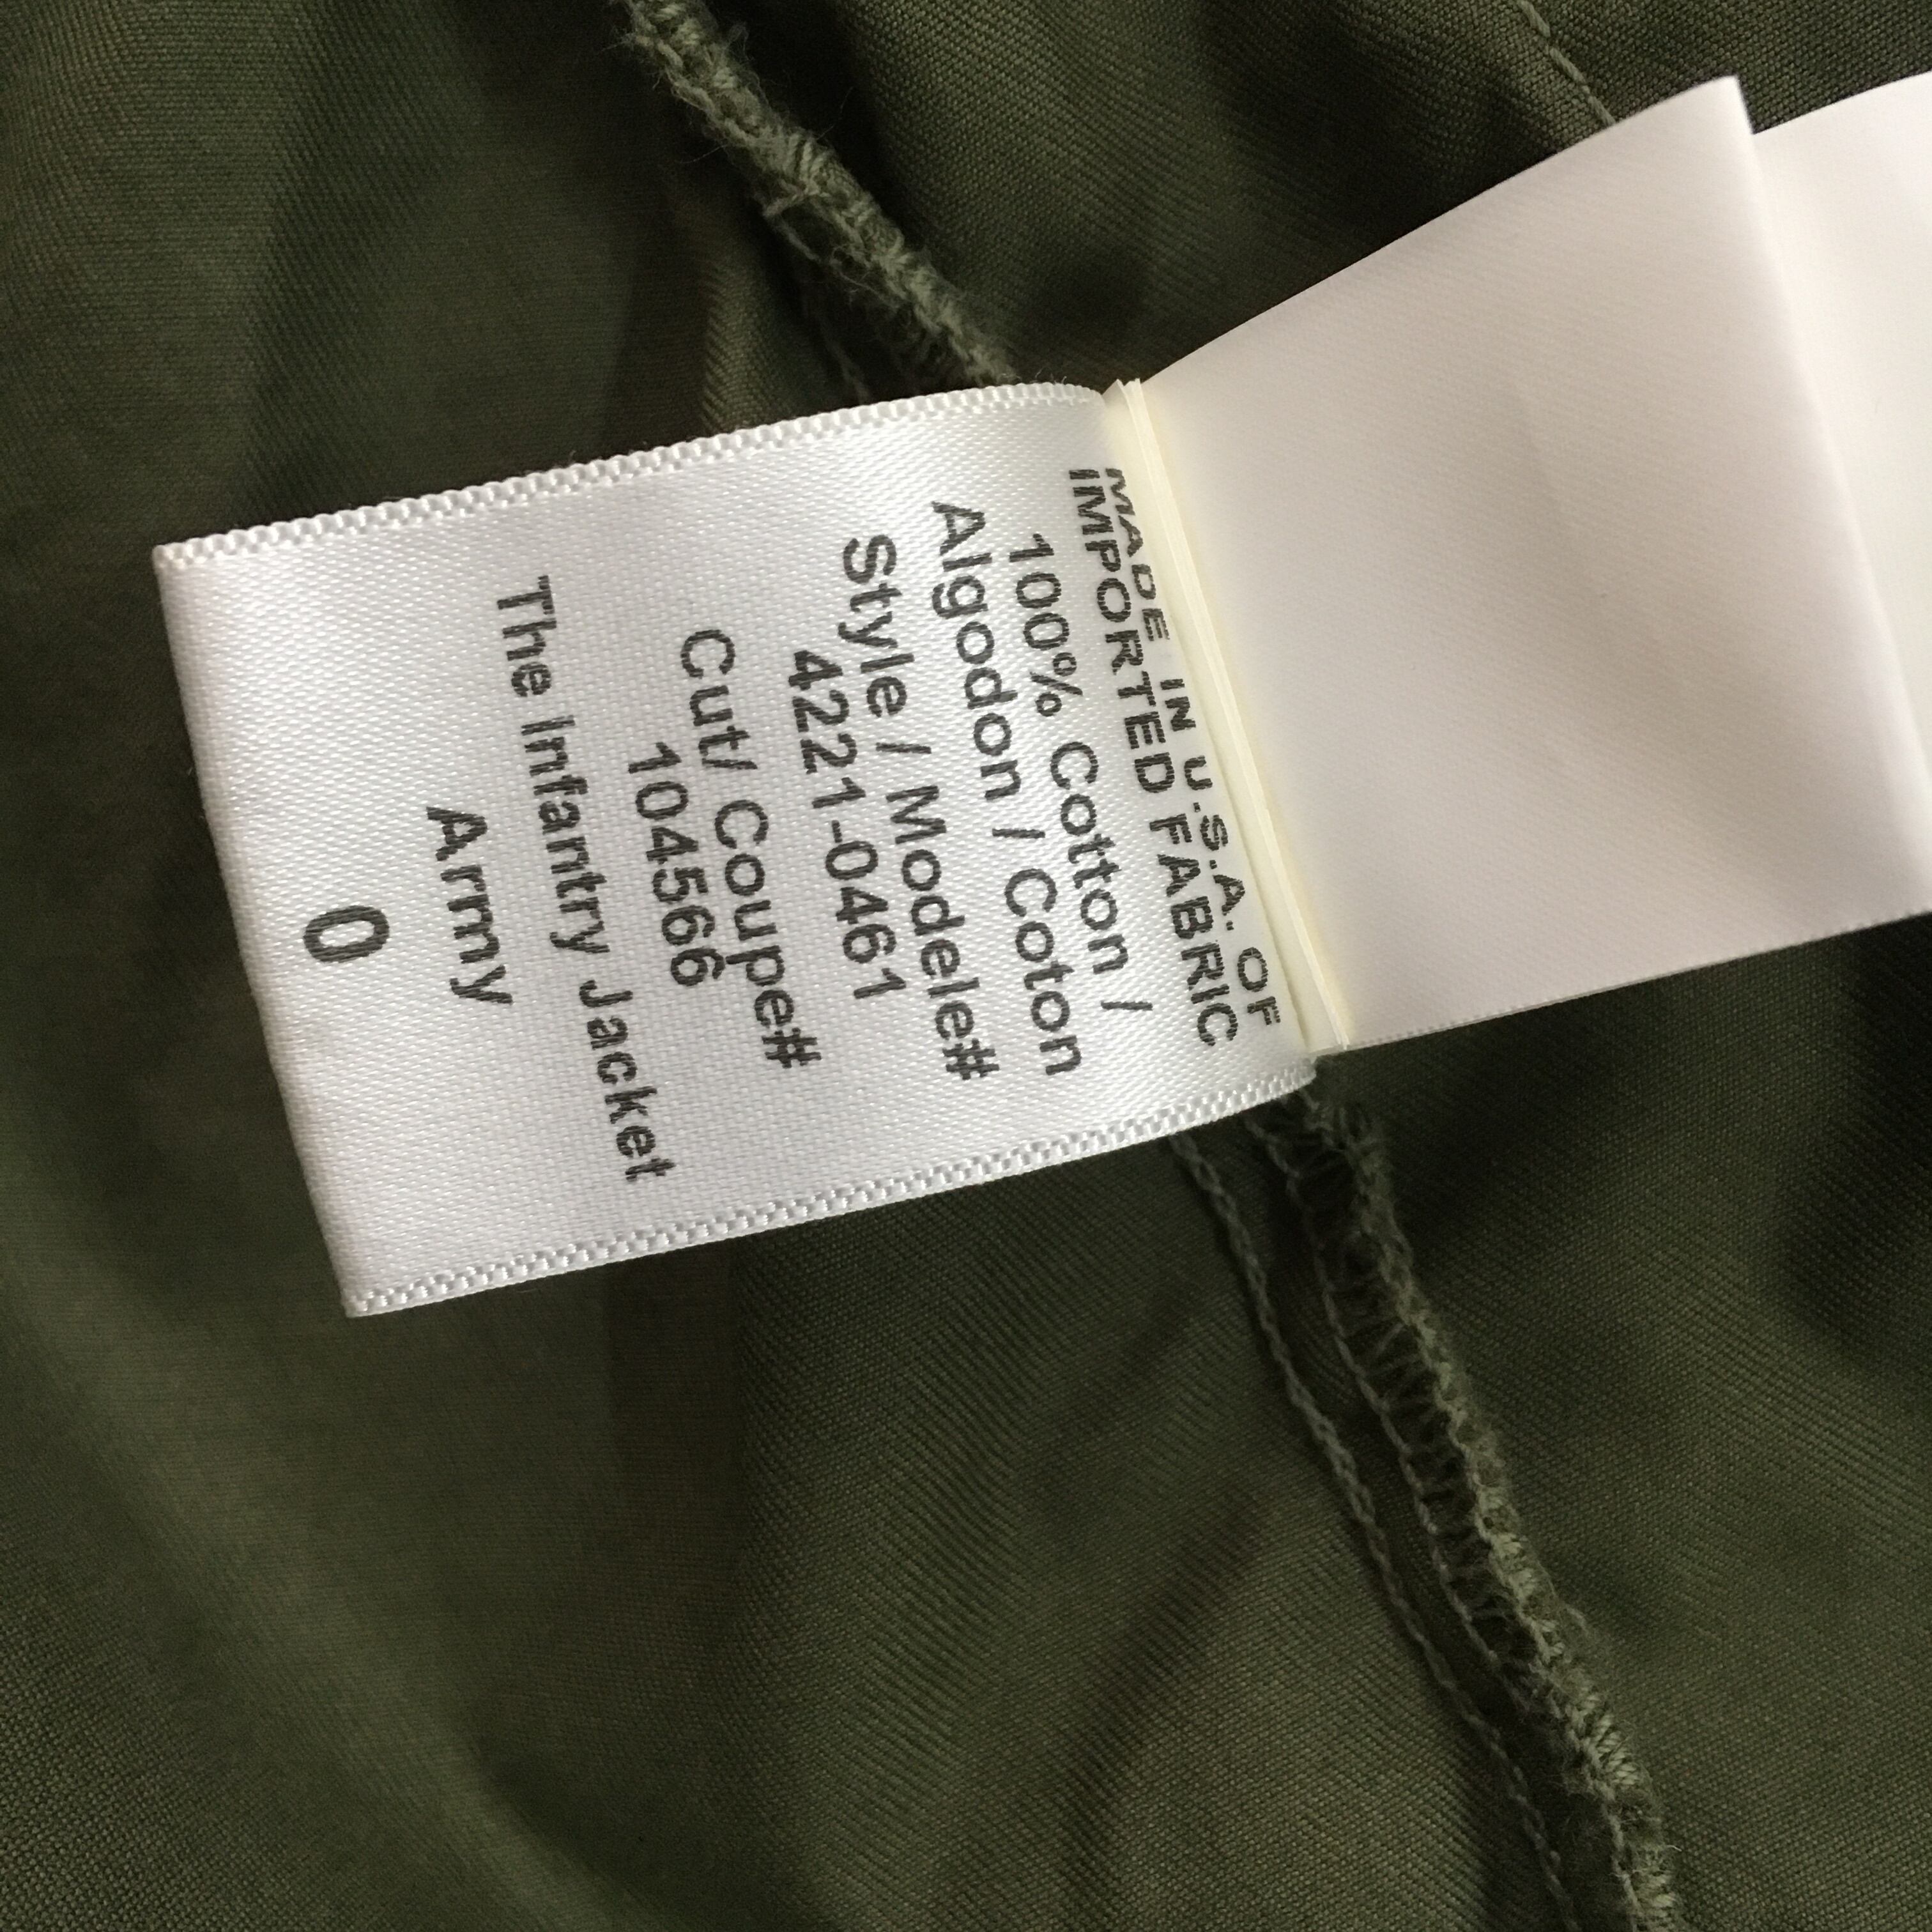 MADE IN U.S.A. OF
IMPORTED FABRIC
100% Cotton /
Algodon / Coton
Style / Modele#
4221-0461
Cut/ Coupe#
104566
The Infantry Jacket
Army
0